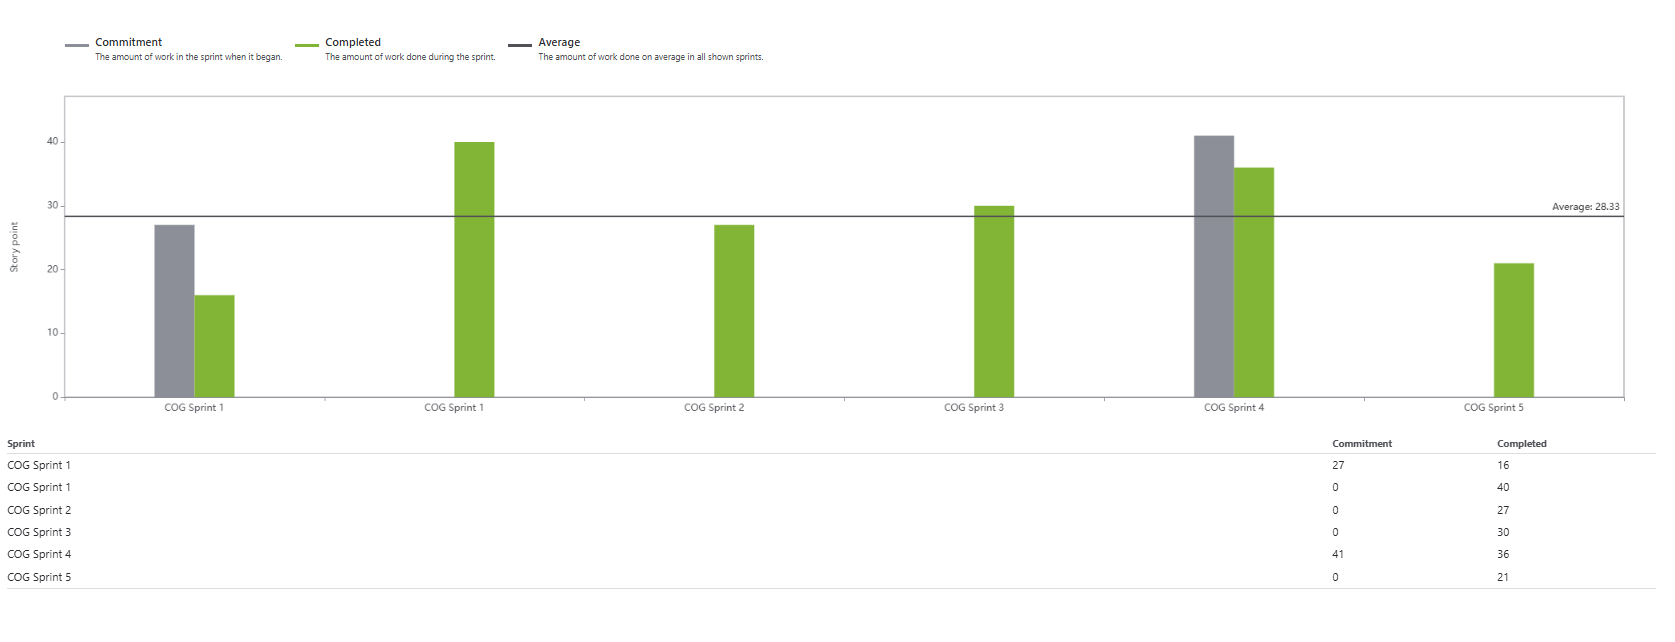 Commitment
The amount of work in the sprint when it began.
Completed
The amount of work done during the sprint.
Average
The amount of work done on average in all shown sprints.
Story point
40
30
20
10
0
Average: 28.33
COG Sprint 1 COG Sprint 1 COG Sprint 2 COG Sprint 3 COG Sprint 4 COG Sprint 5
Sprint Commitment Completed
COG Sprint 1 27 16
COG Sprint 1 0 40
COG Sprint 2 0 27
COG Sprint 3 0 30
COG Sprint 4 41 36
COG Sprint 5 0 21